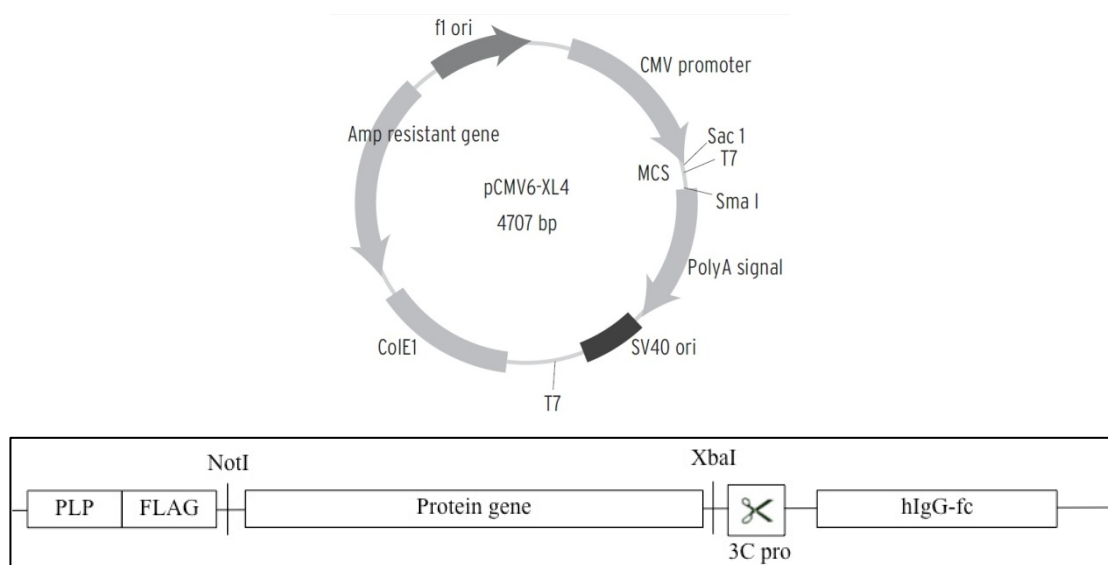 f1 ori
CMV promoter
Amp resistant gene
Sac 1
T7
MCS
pCMV6-XL4
Sma I
4707 bp
PolyA signal
ColE1
SV40 ori
T7
NotI
XbaI
PLP
FLAG
Protein gene
hIgG-fc
3C pro